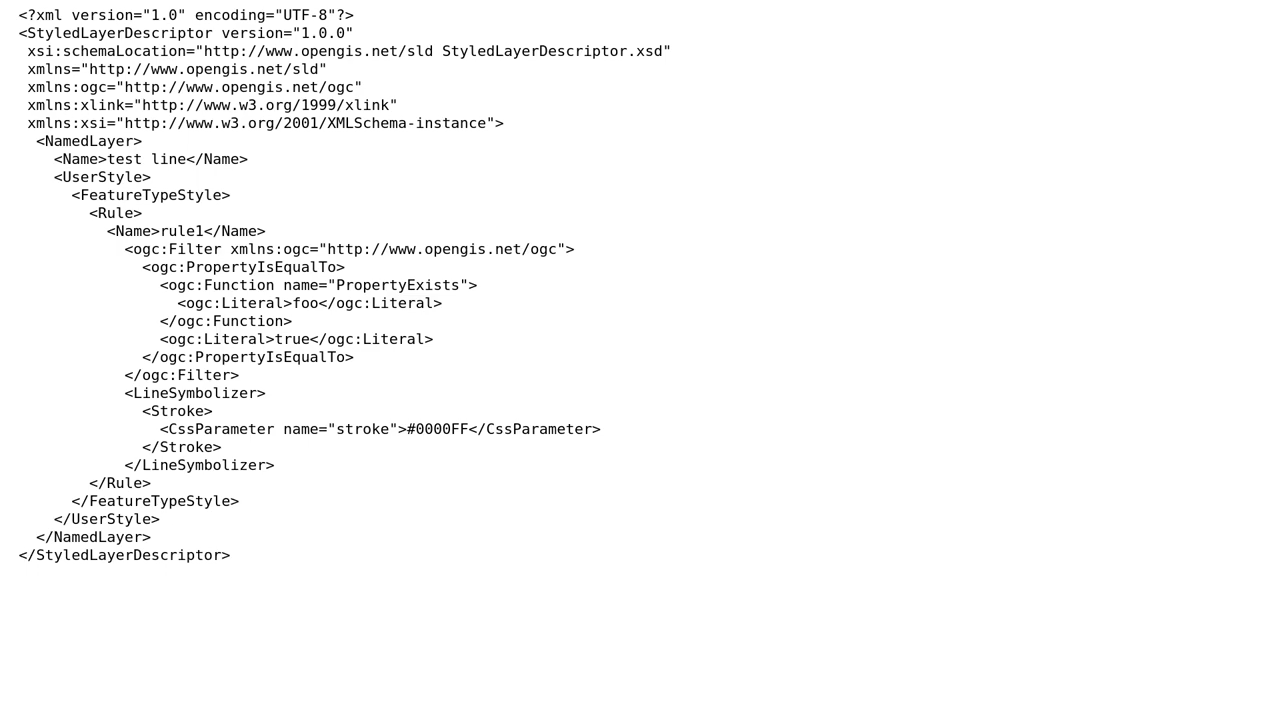 <?xml version="1.0" encoding="UTF-8"?>
<StyledLayerDescriptor version="1.0.0"
 xsi:schemaLocation="http://www.opengis.net/sld StyledLayerDescriptor.xsd"
 xmlns="http://www.opengis.net/sld"
 xmlns:ogc="http://www.opengis.net/ogc"
 xmlns:xlink="http://www.w3.org/1999/xlink"
 xmlns:xsi="http://www.w3.org/2001/XMLSchema-instance">
  <NamedLayer>
    <Name>test line</Name>
    <UserStyle>
      <FeatureTypeStyle>
        <Rule>
          <Name>rule1</Name>
            <ogc:Filter xmlns:ogc="http://www.opengis.net/ogc">
              <ogc:PropertyIsEqualTo>
                <ogc:Function name="PropertyExists">
                  <ogc:Literal>foo</ogc:Literal>
                </ogc:Function>
                <ogc:Literal>true</ogc:Literal>
              </ogc:PropertyIsEqualTo>
            </ogc:Filter>
            <LineSymbolizer>
              <Stroke>
                <CssParameter name="stroke">#0000FF</CssParameter>
              </Stroke>
            </LineSymbolizer>
        </Rule>
      </FeatureTypeStyle>
    </UserStyle>
  </NamedLayer>
</StyledLayerDescriptor>